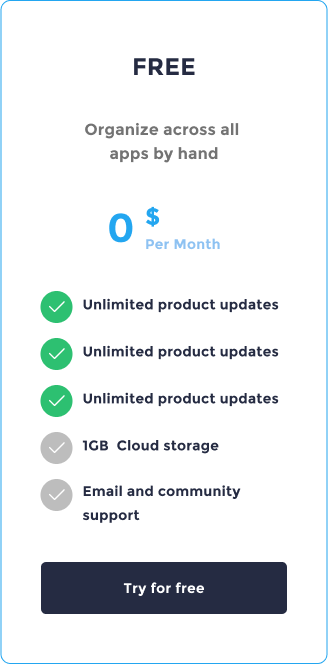 FREE
Organize across all
apps by hand
0 $
Per Month
Unlimited product updates
Unlimited product updates
Unlimited product updates
1GB  Cloud storage
Email and community
support
Try for free